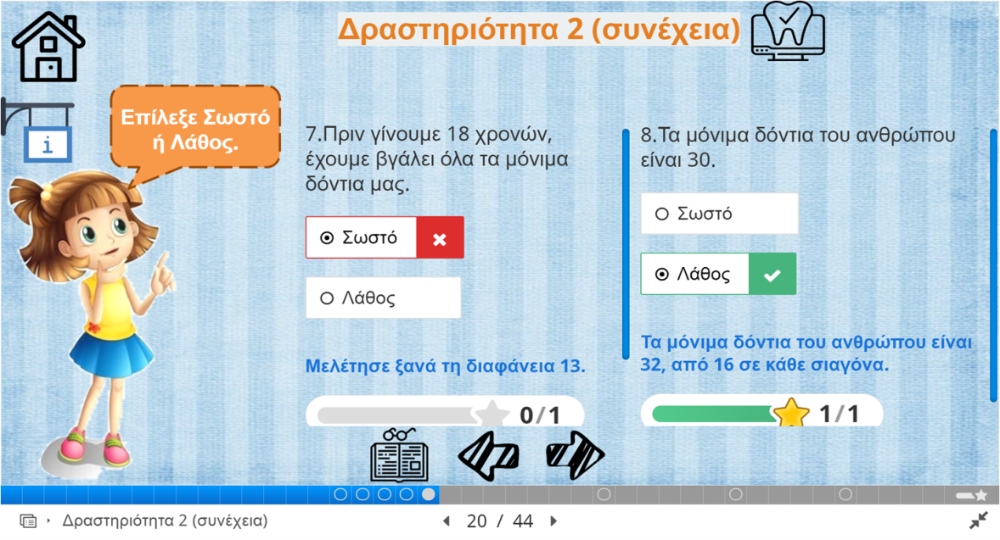 Δραστηριότητα 2 (συνέχεια)
Επίλεξε Σωστό
ή Λάθος.
i
7.Πριν γίνουμε 18 χρονών,
έχουμε βγάλει όλα τα μόνιμα
δόντια μας.
Σωστό
Λάθος
Μελέτησε ξανά τη διαφάνεια 13.
0/1
8.Τα μόνιμα δόντια του ανθρώπου
είναι 30.
Σωστό
Λάθος
Τα μόνιμα δόντια του ανθρώπου είναι
32, από 16 σε κάθε σιαγόνα.
1/1
Δραστηριότητα 2 (συνέχεια)
20 / 44